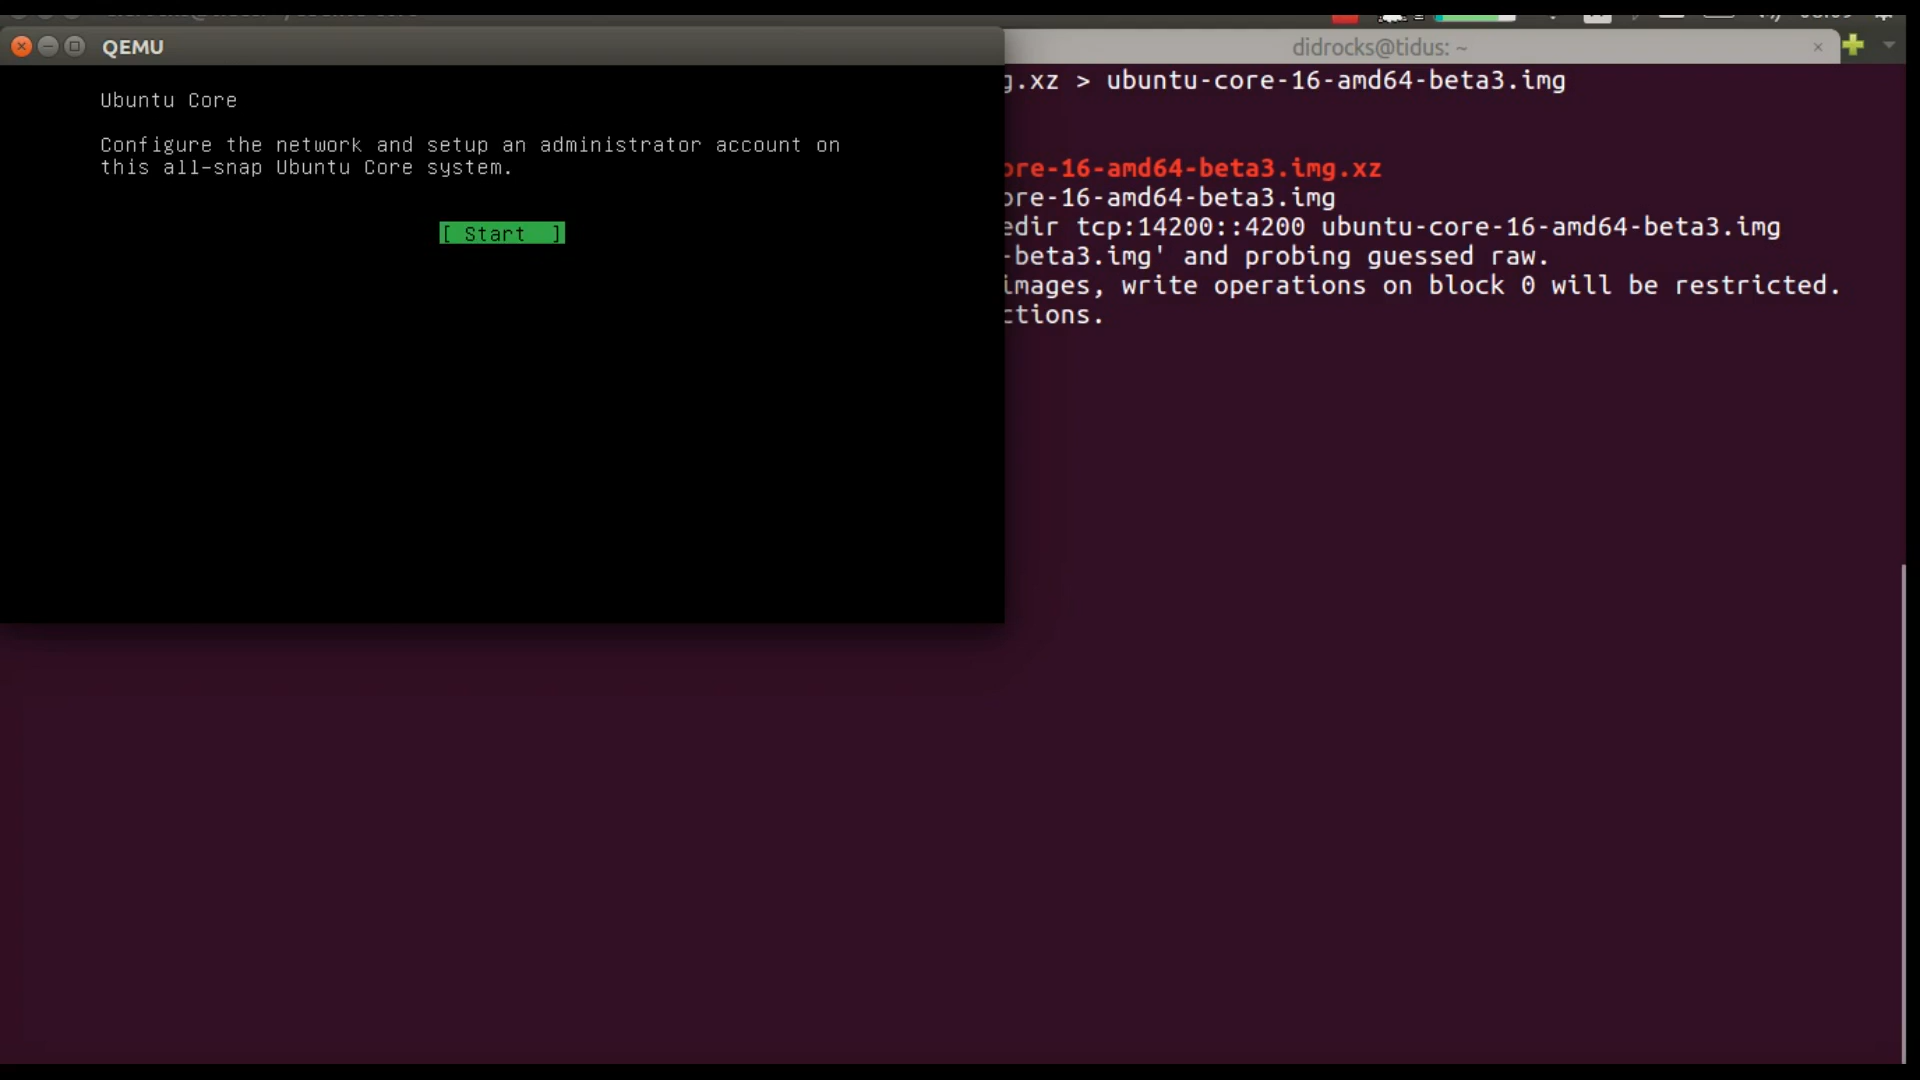 QEMU
didrocks@tidus: ~
Ubuntu Core
Configure the network and setup an administrator account on
this all-snap Ubuntu Core system.
[ Start ]
g.xz > ubuntu-core-16-amd64-beta3.img
ore-16-amd64-beta3.img.xz
ore-16-amd64-beta3.img
edir tcp:14200::4200 ubuntu-core-16-amd64-beta3.img
-beta3.img' and probing guessed raw.
images, write operations on block 0 will be restricted.
ctions.